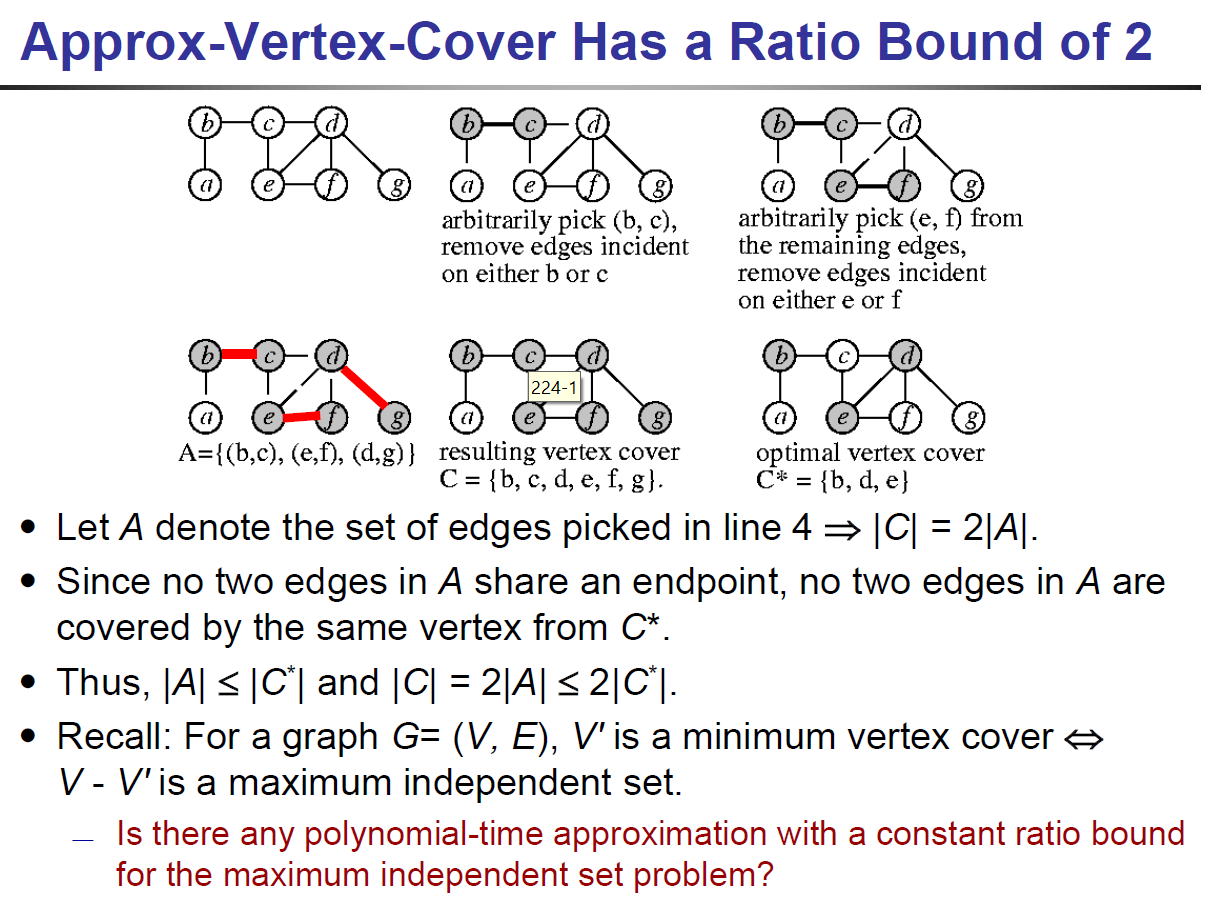 Approx-Vertex-Cover Has a Ratio Bound of 2
b c d
a e f g
b c d
a e f g
arbitrarily pick (b, c),
remove edges incident
on either b or c
b c d
a e f g
arbitrarily pick (e, f) from
the remaining edges,
remove edges incident
on either e or f
b c d
a e f g
A={(b,c), (e,f), (d,g)}
b c d
224-1
a e f g
resulting vertex cover
C = {b, c, d, e, f, g}.
b c d
a e f g
optimal vertex cover
C* = {b, d, e}
• Let A denote the set of edges picked in line 4 ⇒ |C| = 2|A|.
• Since no two edges in A share an endpoint, no two edges in A are
covered by the same vertex from C*.
• Thus, |A| ≤ |C*| and |C| = 2|A| ≤ 2|C*|.
• Recall: For a graph G= (V, E), V' is a minimum vertex cover ⇔
V - V' is a maximum independent set.
— Is there any polynomial-time approximation with a constant ratio bound
for the maximum independent set problem?